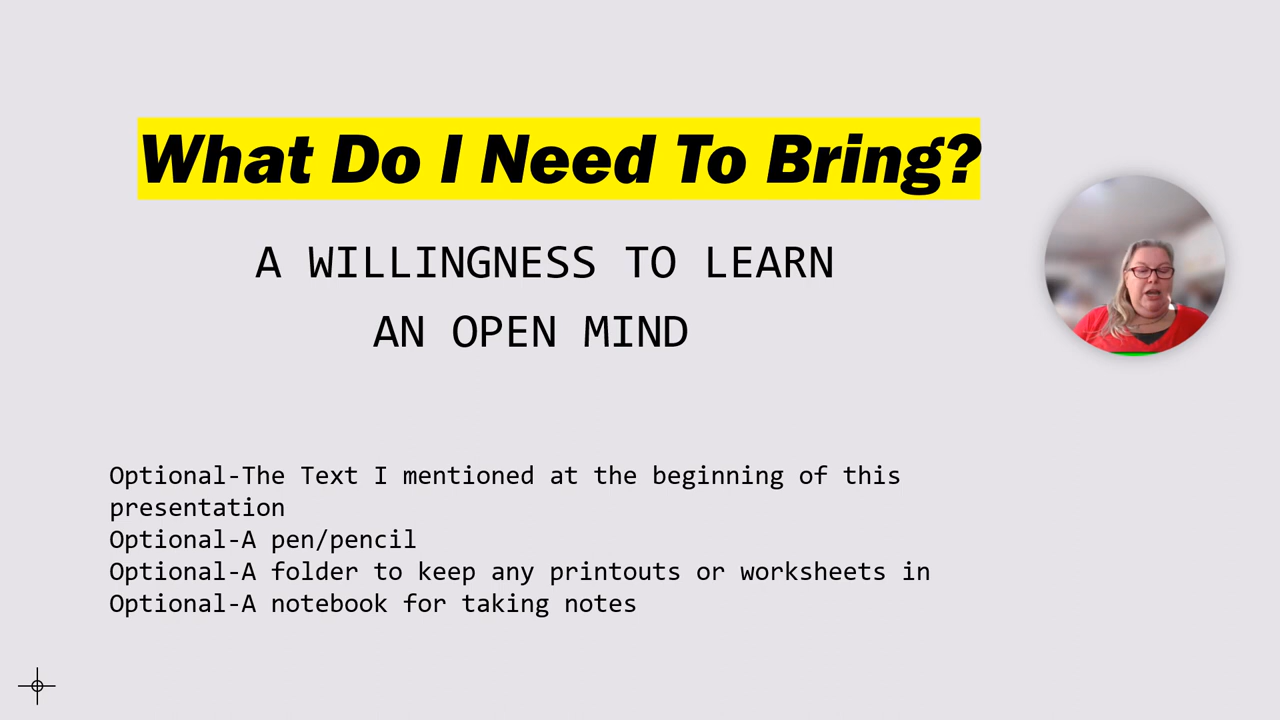 What Do I Need To Bring?
A WILLINGNESS TO LEARN
AN OPEN MIND
Optional-The Text I mentioned at the beginning of this
presentation
Optional-A pen/pencil
Optional-A folder to keep any printouts or worksheets in
Optional-A notebook for taking notes